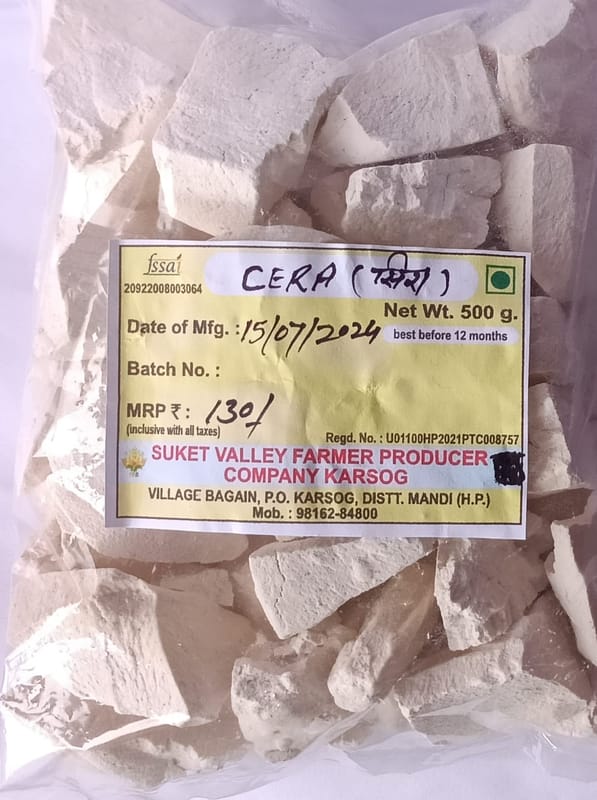 fssai
20922008003064
CERA (सिरा)
Net Wt. 500 g.
Date of Mfg. : 15/07/2024
best before 12 months
Batch No. :
MRP ₹ : 130/
(inclusive with all taxes)
Regd. No. : U01100HP2021PTC008757
SUKET VALLEY FARMER PRODUCER
COMPANY KARSOG
VILLAGE BAGAIN, P.O. KARSOG, DISTT. MANDI (H.P.)
Mob. : 98162-84800